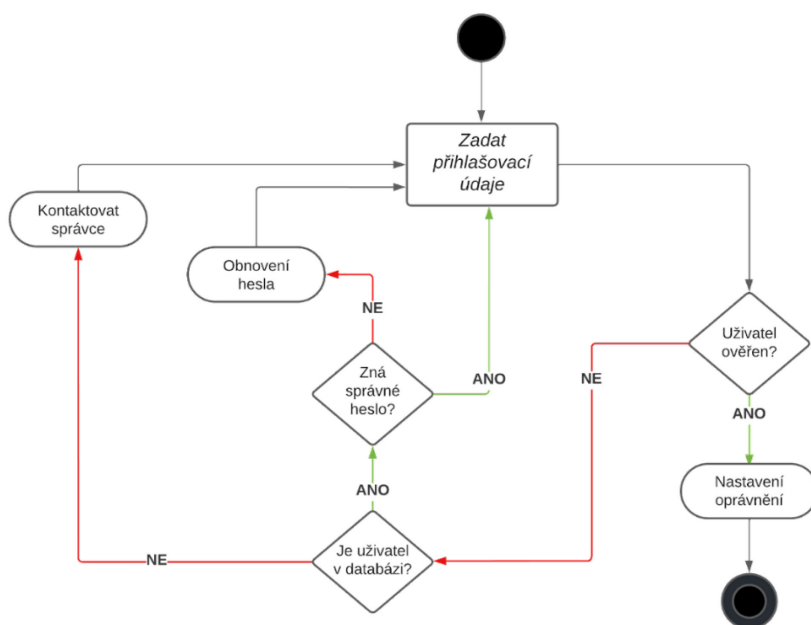 Zadat
přihlašovací
údaje
Kontaktovat
správce
Obnovení
hesla
NE
Uživatel
ověřen?
Zná
správné
heslo?
ANO
NE
ANO
Nastavení
oprávnění
ANO
Je uživatel
v databázi?
NE